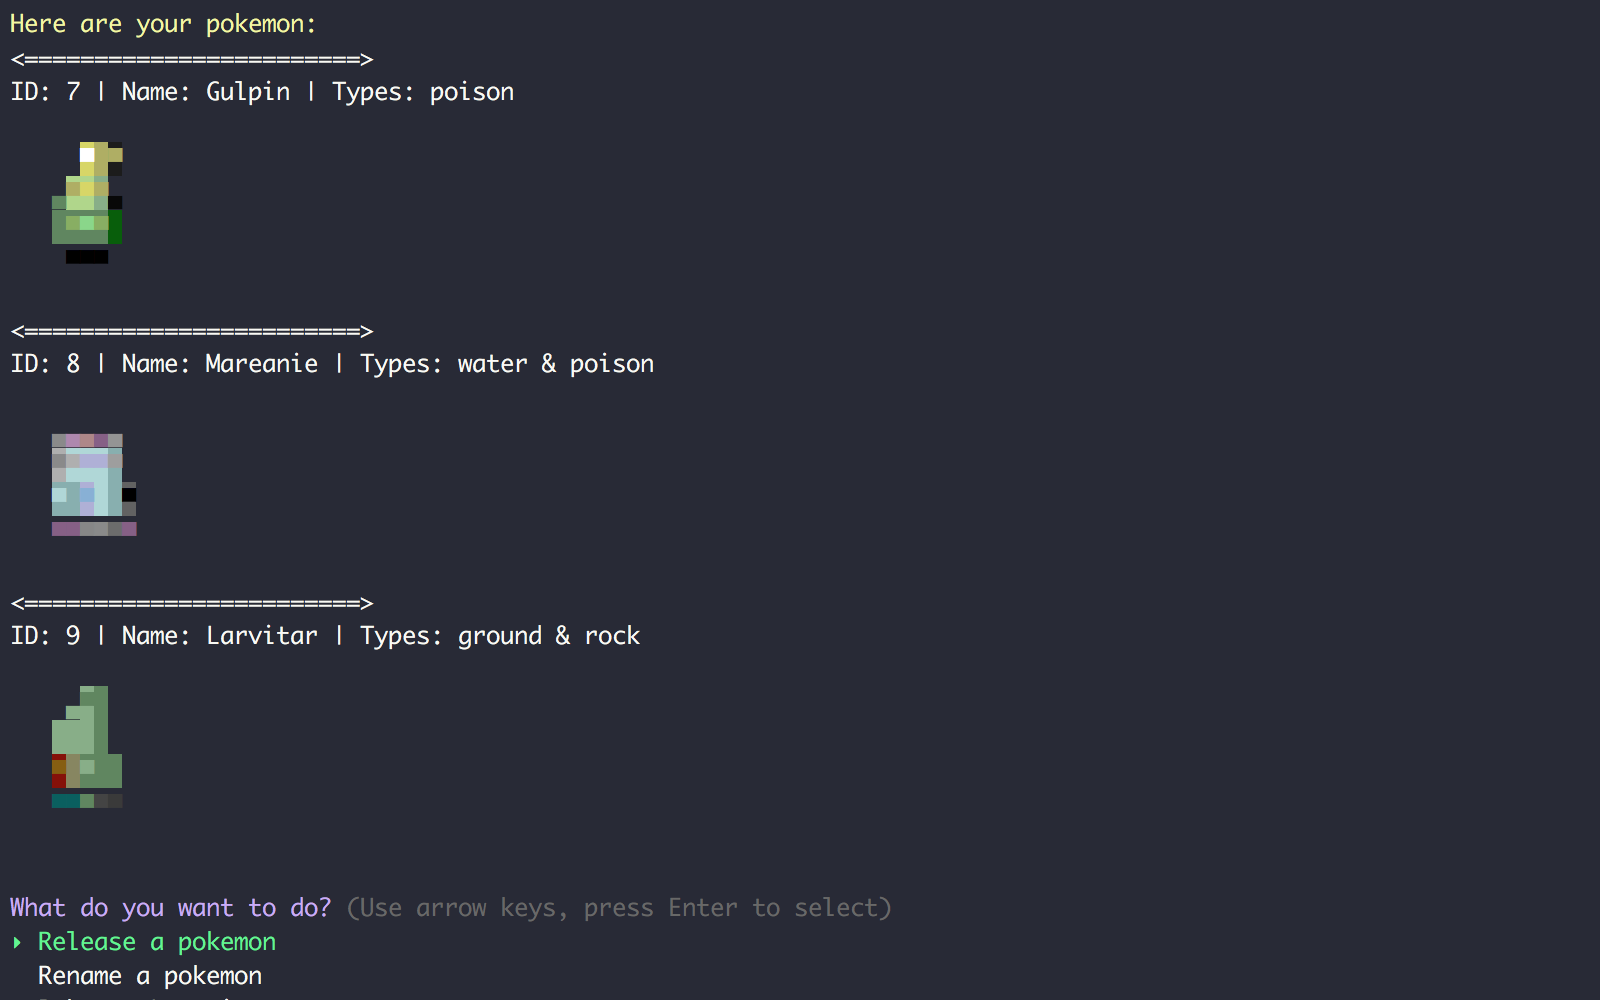 Here are your pokemon:
<========================>
ID: 7 | Name: Gulpin | Types: poison
<========================>
ID: 8 | Name: Mareanie | Types: water & poison
<========================>
ID: 9 | Name: Larvitar | Types: ground & rock
What do you want to do? (Use arrow keys, press Enter to select)
▸ Release a pokemon
Rename a pokemon